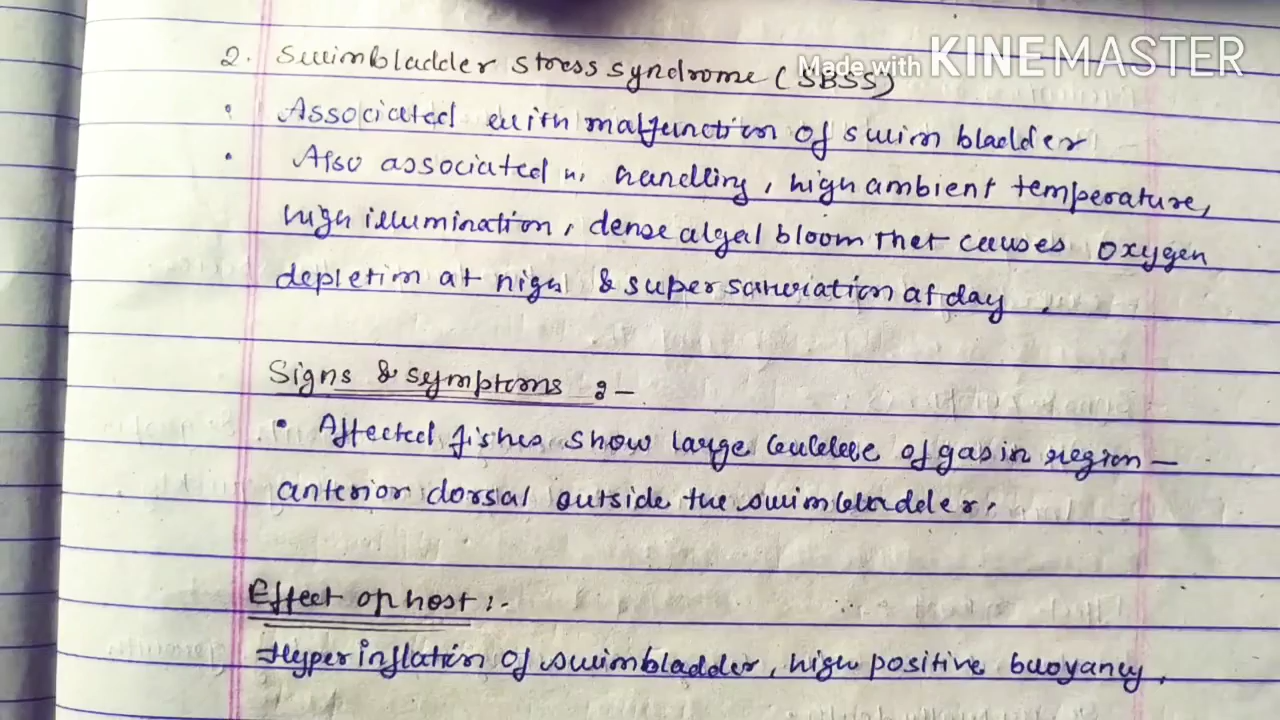 Made with KINEMASTER
2. Swimbladder stress syndrome (SBSS)
• Associated with malfunction of swim bladder
• Also associated w. handling, high ambient temperature,
high illumination, dense algal bloom that causes oxygen
depletion at nigh & super saturation at day.
Signs & symptoms :-
• Affected fishes show large bubble of gas in region -
anterior dorsal outside the swimbladder.
Effect of host :-
Hyper inflation of swimbladder, high positive buoyancy.